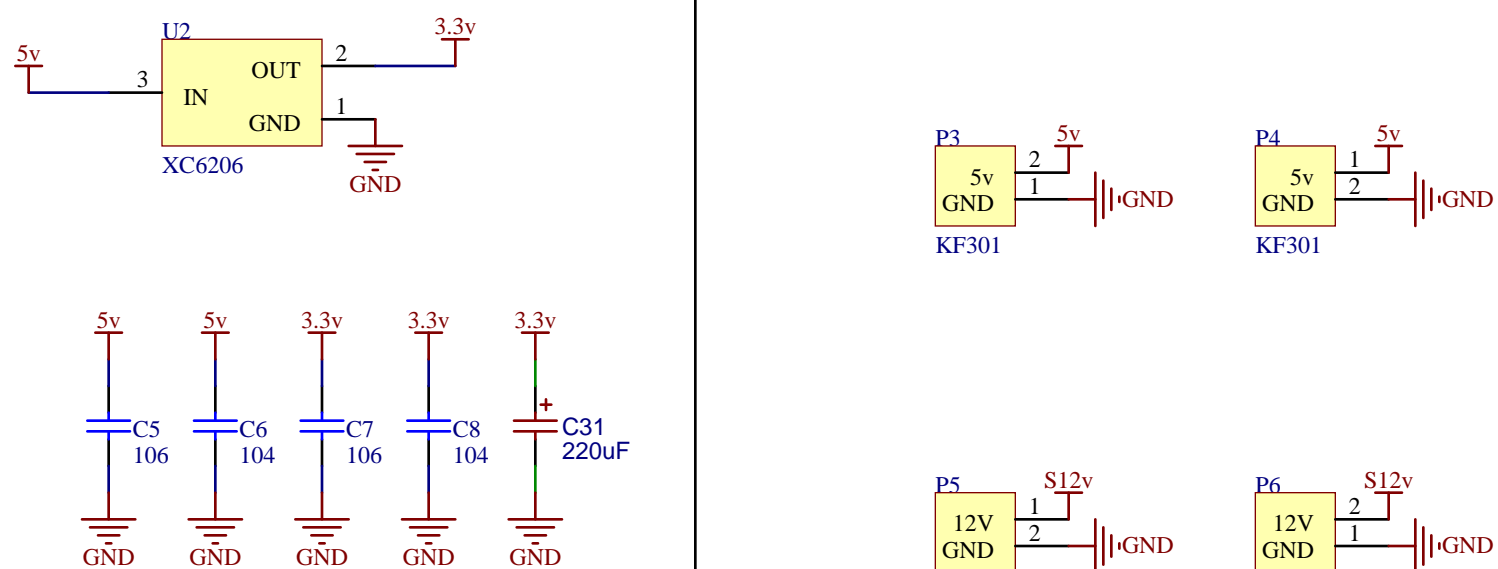 U2
5v
3
IN
OUT
2
3.3v
GND
1
GND
XC6206
5v
C5
106
GND
5v
C6
104
GND
3.3v
C7
106
GND
3.3v
C8
104
GND
3.3v
+
C31
220uF
GND
P3
5v
5v
2
GND
1
GND
KF301
P4
5v
5v
1
GND
2
GND
KF301
P5
S12v
12V
1
GND
2
GND
P6
S12v
12V
2
GND
1
GND